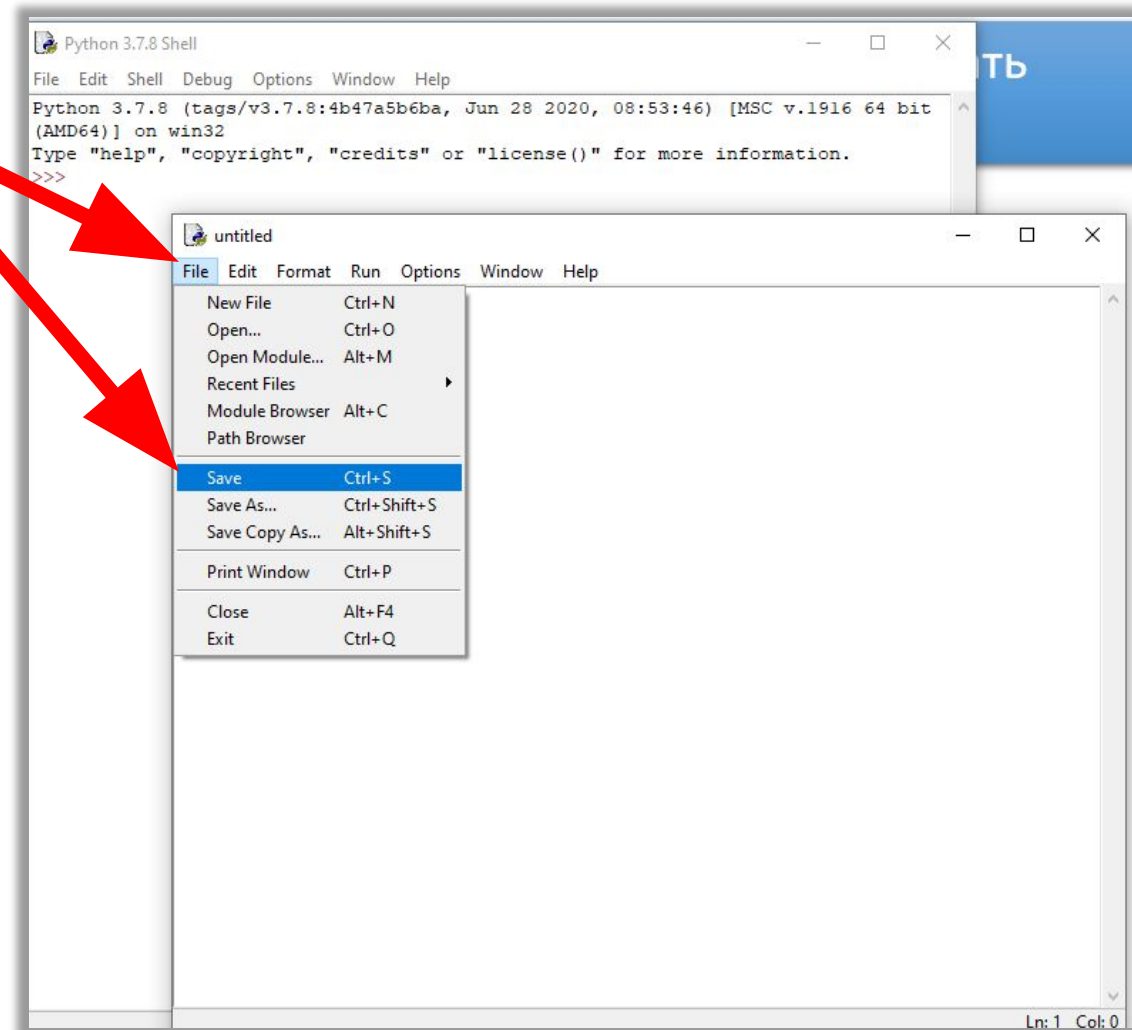 Python 3.7.8 Shell
ть
File Edit Shell Debug Options Window Help
Python 3.7.8 (tags/v3.7.8:4b47a5b6ba, Jun 28 2020, 08:53:46) [MSC v.1916 64 bit
(AMD64)] on win32
Type "help", "copyright", "credits" or "license()" for more information.
>>>
untitled
File Edit Format Run Options Window Help
New File Ctrl+N
Open... Ctrl+O
Open Module... Alt+M
Recent Files
Module Browser Alt+C
Path Browser
Save Ctrl+S
Save As... Ctrl+Shift+S
Save Copy As... Alt+Shift+S
Print Window Ctrl+P
Close Alt+F4
Exit Ctrl+Q
Ln: 1 Col: 0